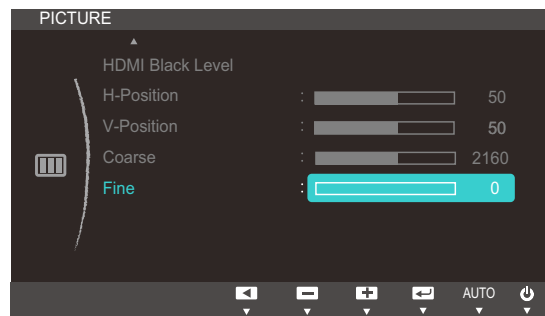 PICTURE
HDMI Black Level
H-Position : 50
V-Position : 50
Coarse : 2160
Fine : 0
AUTO